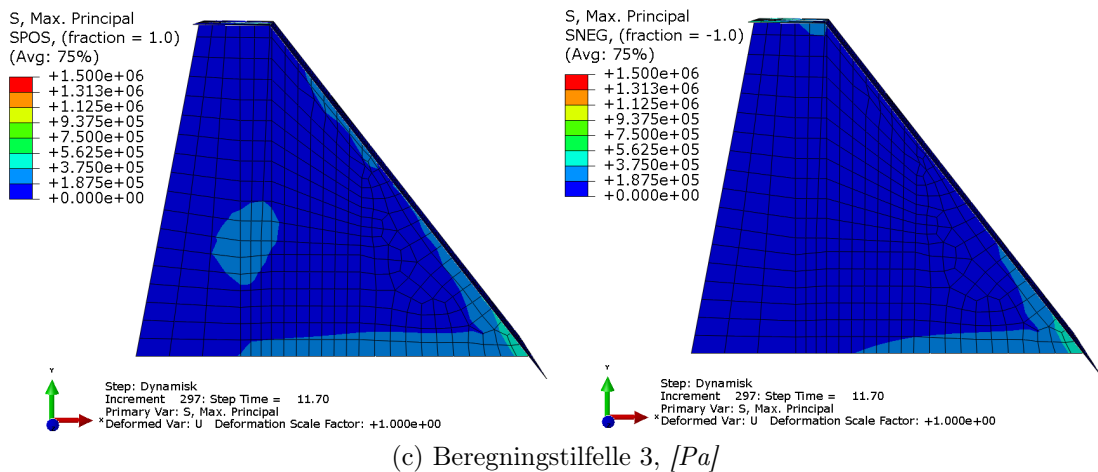 S, Max. Principal
SPOS, (fraction = 1.0)
(Avg: 75%)
+1.500e+06
+1.313e+06
+1.125e+06
+9.375e+05
+7.500e+05
+5.625e+05
+3.750e+05
+1.875e+05
+0.000e+00
Y
X
Step: Dynamisk
Increment 297: Step Time = 11.70
Primary Var: S, Max. Principal
Deformed Var: U Deformation Scale Factor: +1.000e+00
S, Max. Principal
SNEG, (fraction = -1.0)
(Avg: 75%)
+1.500e+06
+1.313e+06
+1.125e+06
+9.375e+05
+7.500e+05
+5.625e+05
+3.750e+05
+1.875e+05
+0.000e+00
Y
X
Step: Dynamisk
Increment 297: Step Time = 11.70
Primary Var: S, Max. Principal
Deformed Var: U Deformation Scale Factor: +1.000e+00
(c) Beregningstilfelle 3, [Pa]